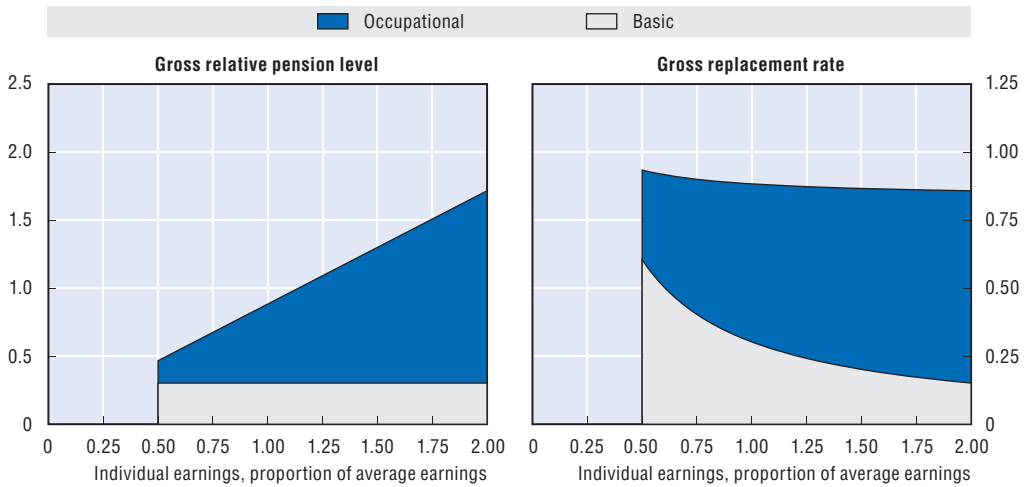 Occupational Basic
Gross relative pension level
2.5
2.0
1.5
1.0
0.5
0
0 0.25 0.50 0.75 1.00 1.25 1.50 1.75 2.00
Individual earnings, proportion of average earnings
Gross replacement rate
1.25
1.00
0.75
0.50
0.25
0
0 0.25 0.50 0.75 1.00 1.25 1.50 1.75 2.00
Individual earnings, proportion of average earnings